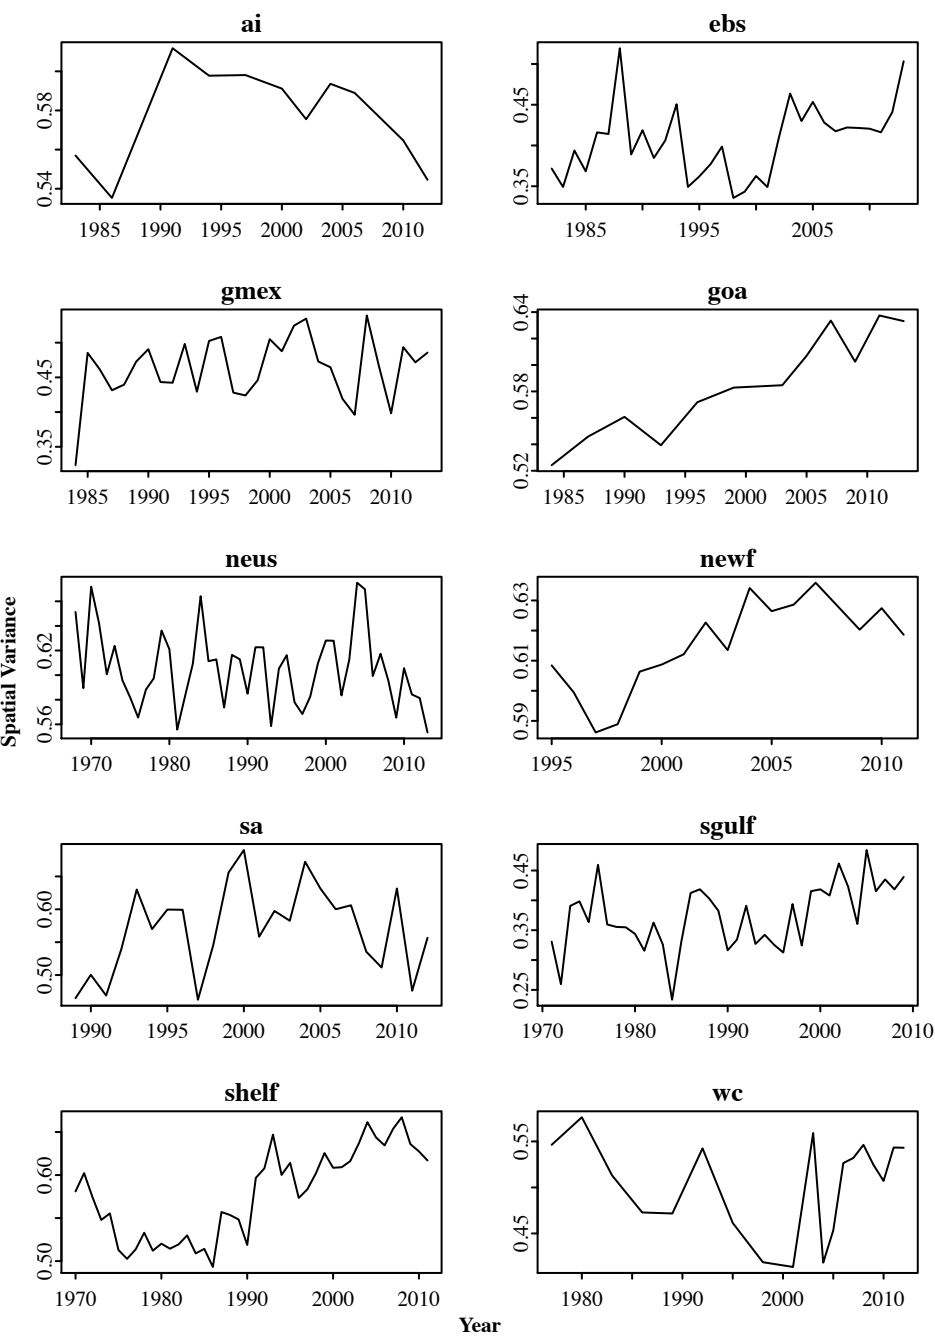 ai
0.54 0.58
1985 1990 1995 2000 2005 2010
ebs
0.35 0.45
1985 1995 2005
gmex
0.35 0.45
1985 1990 1995 2000 2005 2010
goa
0.52 0.58 0.64
1985 1990 1995 2000 2005 2010
neus
0.56 0.62
1970 1980 1990 2000 2010
newf
0.59 0.61 0.63
1995 2000 2005 2010
sa
0.50 0.60
1990 1995 2000 2005 2010
sgulf
0.25 0.35 0.45
1970 1980 1990 2000 2010
shelf
0.50 0.60
1970 1980 1990 2000 2010
wc
0.45 0.55
1980 1990 2000 2010
Spatial Variance
Year